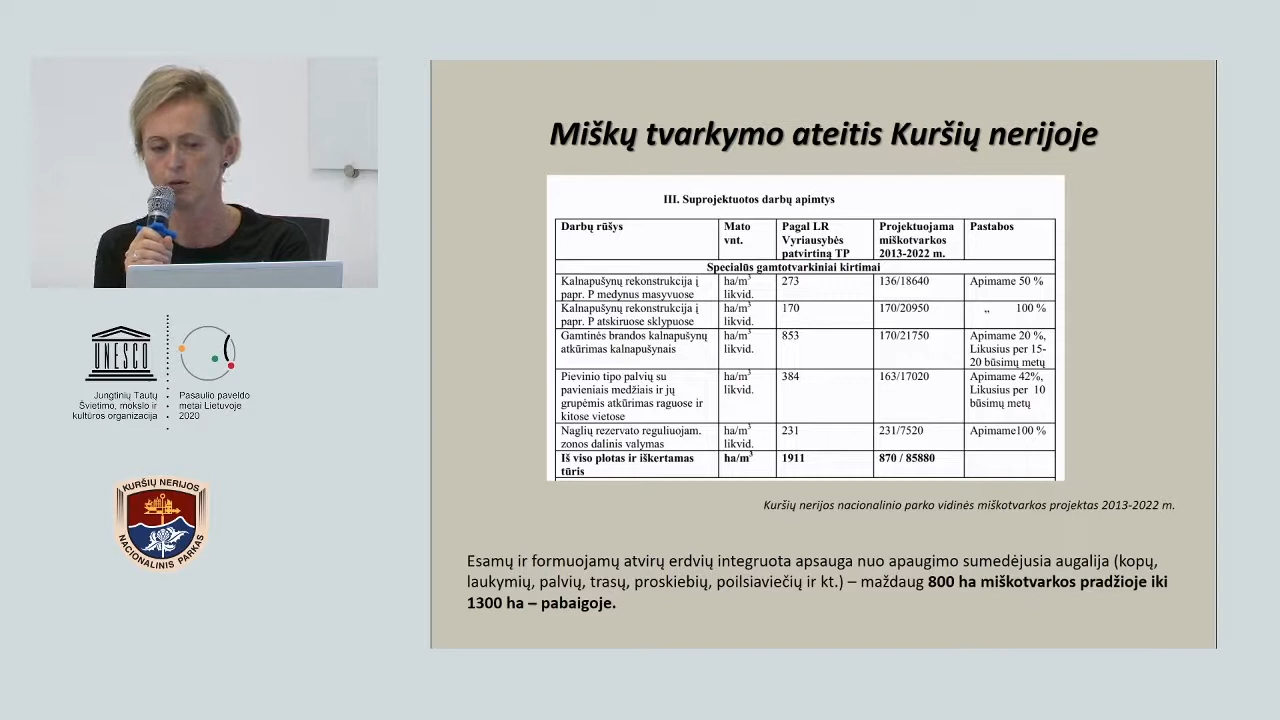 Miškų tvarkymo ateitis Kuršių nerijoje
III. Suprojektuotos darbų apimtys
Darbų rūšys
Mato
vnt.
Pagal LR
Vyriausybės
patvirtiną TP
Projektuojama
miškotvarkos
2013-2022 m.
Pastabos
Specialūs gamtotvarkiniai kirtimai
Kalnapušynų rekonstrukcija į
papr. P medynus masyvuose
ha/m³
likvid.
273
136/18640
Apimame 50 %
Kalnapušynų rekonstrukcija į
papr. P atskiruose sklypuose
ha/m³
likvid.
170
170/20950
„ 100 %
Gamtinės brandos kalnapušynų
atkūrimas kalnapušynais
ha/m³
likvid.
853
170/21750
Apimame 20 %,
Likusius per 15-
20 būsimų metų
Pievinio tipo palvių su
pavieniais medžiais ir jų
grupėmis atkūrimas raguose ir
kitose vietose
ha/m³
likvid.
384
163/17020
Apimame 42%,
Likusius per 10
būsimų metų
Naglių rezervato reguliuojam.
zonos dalinis valymas
ha/m³
likvid.
231
231/7520
Apimame100 %
Iš viso plotas ir iškertamas
tūris
ha/m³
1911
870 / 85880
Kuršių nerijos nacionalinio parko vidinės miškotvarkos projektas 2013-2022 m.
Esamų ir formuojamų atvirų erdvių integruota apsauga nuo apaugimo sumedėjusia augalija (kopų,
laukymių, palvių, trasų, proskiebių, poilsiaviečių ir kt.) – maždaug 800 ha miškotvarkos pradžioje iki
1300 ha – pabaigoje.
UNESCO
Jungtinių Tautų
Švietimo, mokslo ir
kultūros organizacija
Pasaulio paveldo
metai Lietuvoje
2020
KURŠIŲ NERIJOS
NACIONALINIS PARKAS